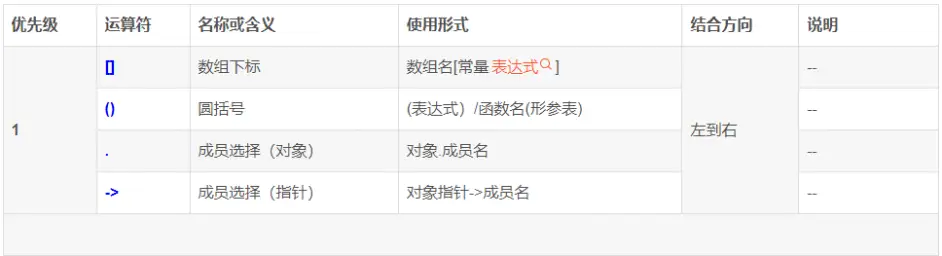 优先级 运算符 名称或含义 使用形式 结合方向 说明
1 [] 数组下标 数组名[常量表达式] 左到右 --
() 圆括号 (表达式）/函数名(形参表) --
. 成员选择（对象） 对象.成员名 --
-> 成员选择（指针） 对象指针->成员名 --